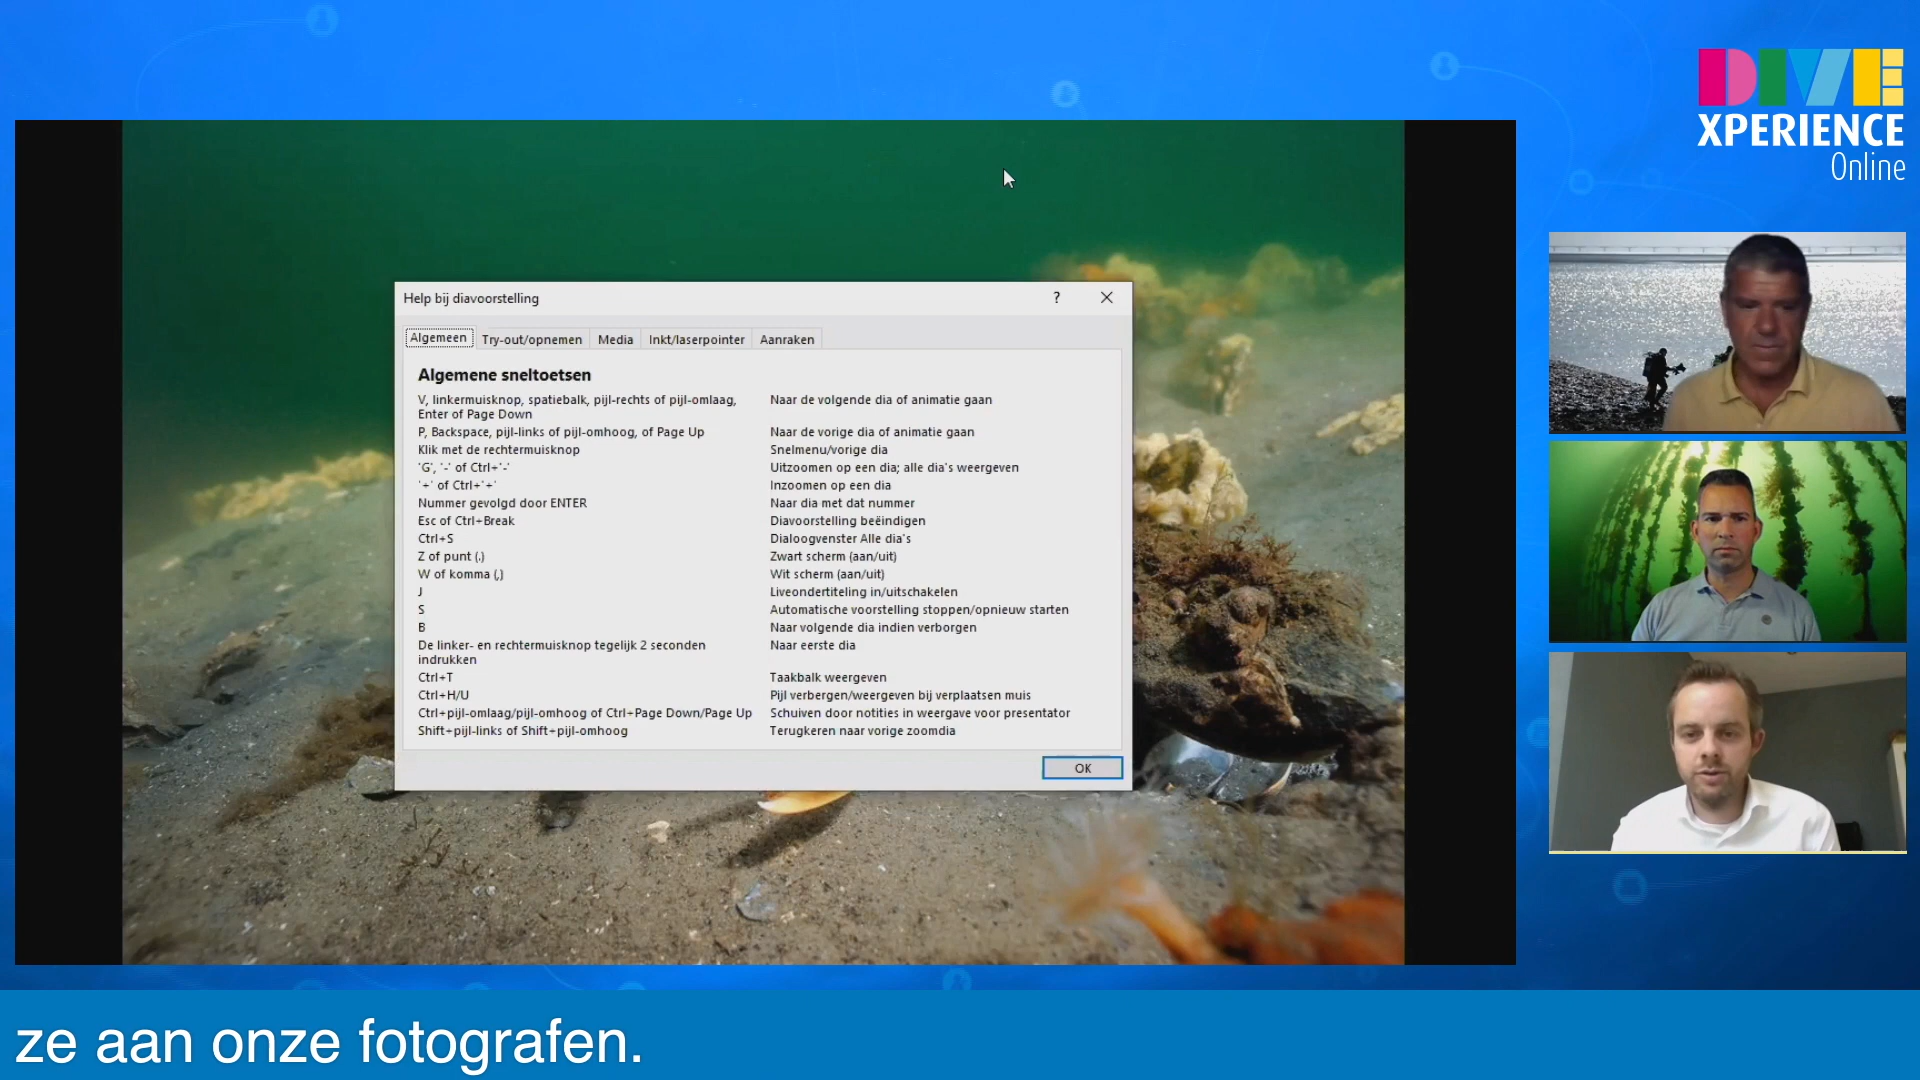 DIVE
XPERIENCE
Online
Help bij diavoorstelling
?
Algemeen
Try-out/opnemen
Media
Inkt/laserpointer
Aanraken
Algemene sneltoetsen
V, linkermuisknop, spatiebalk, pijl-rechts of pijl-omlaag,
Enter of Page Down
Naar de volgende dia of animatie gaan
P, Backspace, pijl-links of pijl-omhoog, of Page Up
Naar de vorige dia of animatie gaan
Klik met de rechtermuisknop
Snelmenu/vorige dia
'G', '-' of Ctrl+'-'
Uitzoomen op een dia; alle dia's weergeven
'+' of Ctrl+'+'
Inzoomen op een dia
Nummer gevolgd door ENTER
Naar dia met dat nummer
Esc of Ctrl+Break
Diavoorstelling beëindigen
Ctrl+S
Dialoogvenster Alle dia's
Z of punt (.)
Zwart scherm (aan/uit)
W of komma (,)
Wit scherm (aan/uit)
J
Liveondertiteling in/uitschakelen
S
Automatische voorstelling stoppen/opnieuw starten
B
Naar volgende dia indien verborgen
De linker- en rechtermuisknop tegelijk 2 seconden
indrukken
Naar eerste dia
Ctrl+T
Taakbalk weergeven
Ctrl+H/U
Pijl verbergen/weergeven bij verplaatsen muis
Ctrl+pijl-omlaag/pijl-omhoog of Ctrl+Page Down/Page Up
Schuiven door notities in weergave voor presentator
Shift+pijl-links of Shift+pijl-omhoog
Terugkeren naar vorige zoomdia
OK
ze aan onze fotografen.